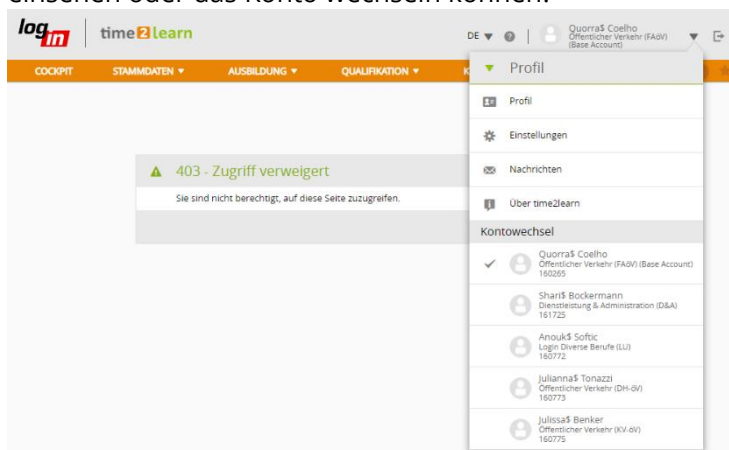 einsehen oder das Konto wechseln können.
login
time2learn
DE
Quorra$ Coelho
Öffentlicher Verkehr (FAöV)
(Base Account)
COCKPIT
STAMMDATEN
AUSBILDUNG
QUALIFIKATION
K
Profil
Profil
Einstellungen
Nachrichten
Über time2learn
403 - Zugriff verweigert
Sie sind nicht berechtigt, auf diese Seite zuzugreifen.
Kontowechsel
Quorra$ Coelho
Öffentlicher Verkehr (FAöV) (Base Account)
160265
Shari$ Bockermann
Dienstleistung & Administration (D&A)
161725
Anouk$ Softic
Login Diverse Berufe (LU)
160772
Julianna$ Tonazzi
Öffentlicher Verkehr (DH-öV)
160773
Julissa$ Benker
Öffentlicher Verkehr (KV-öV)
160775